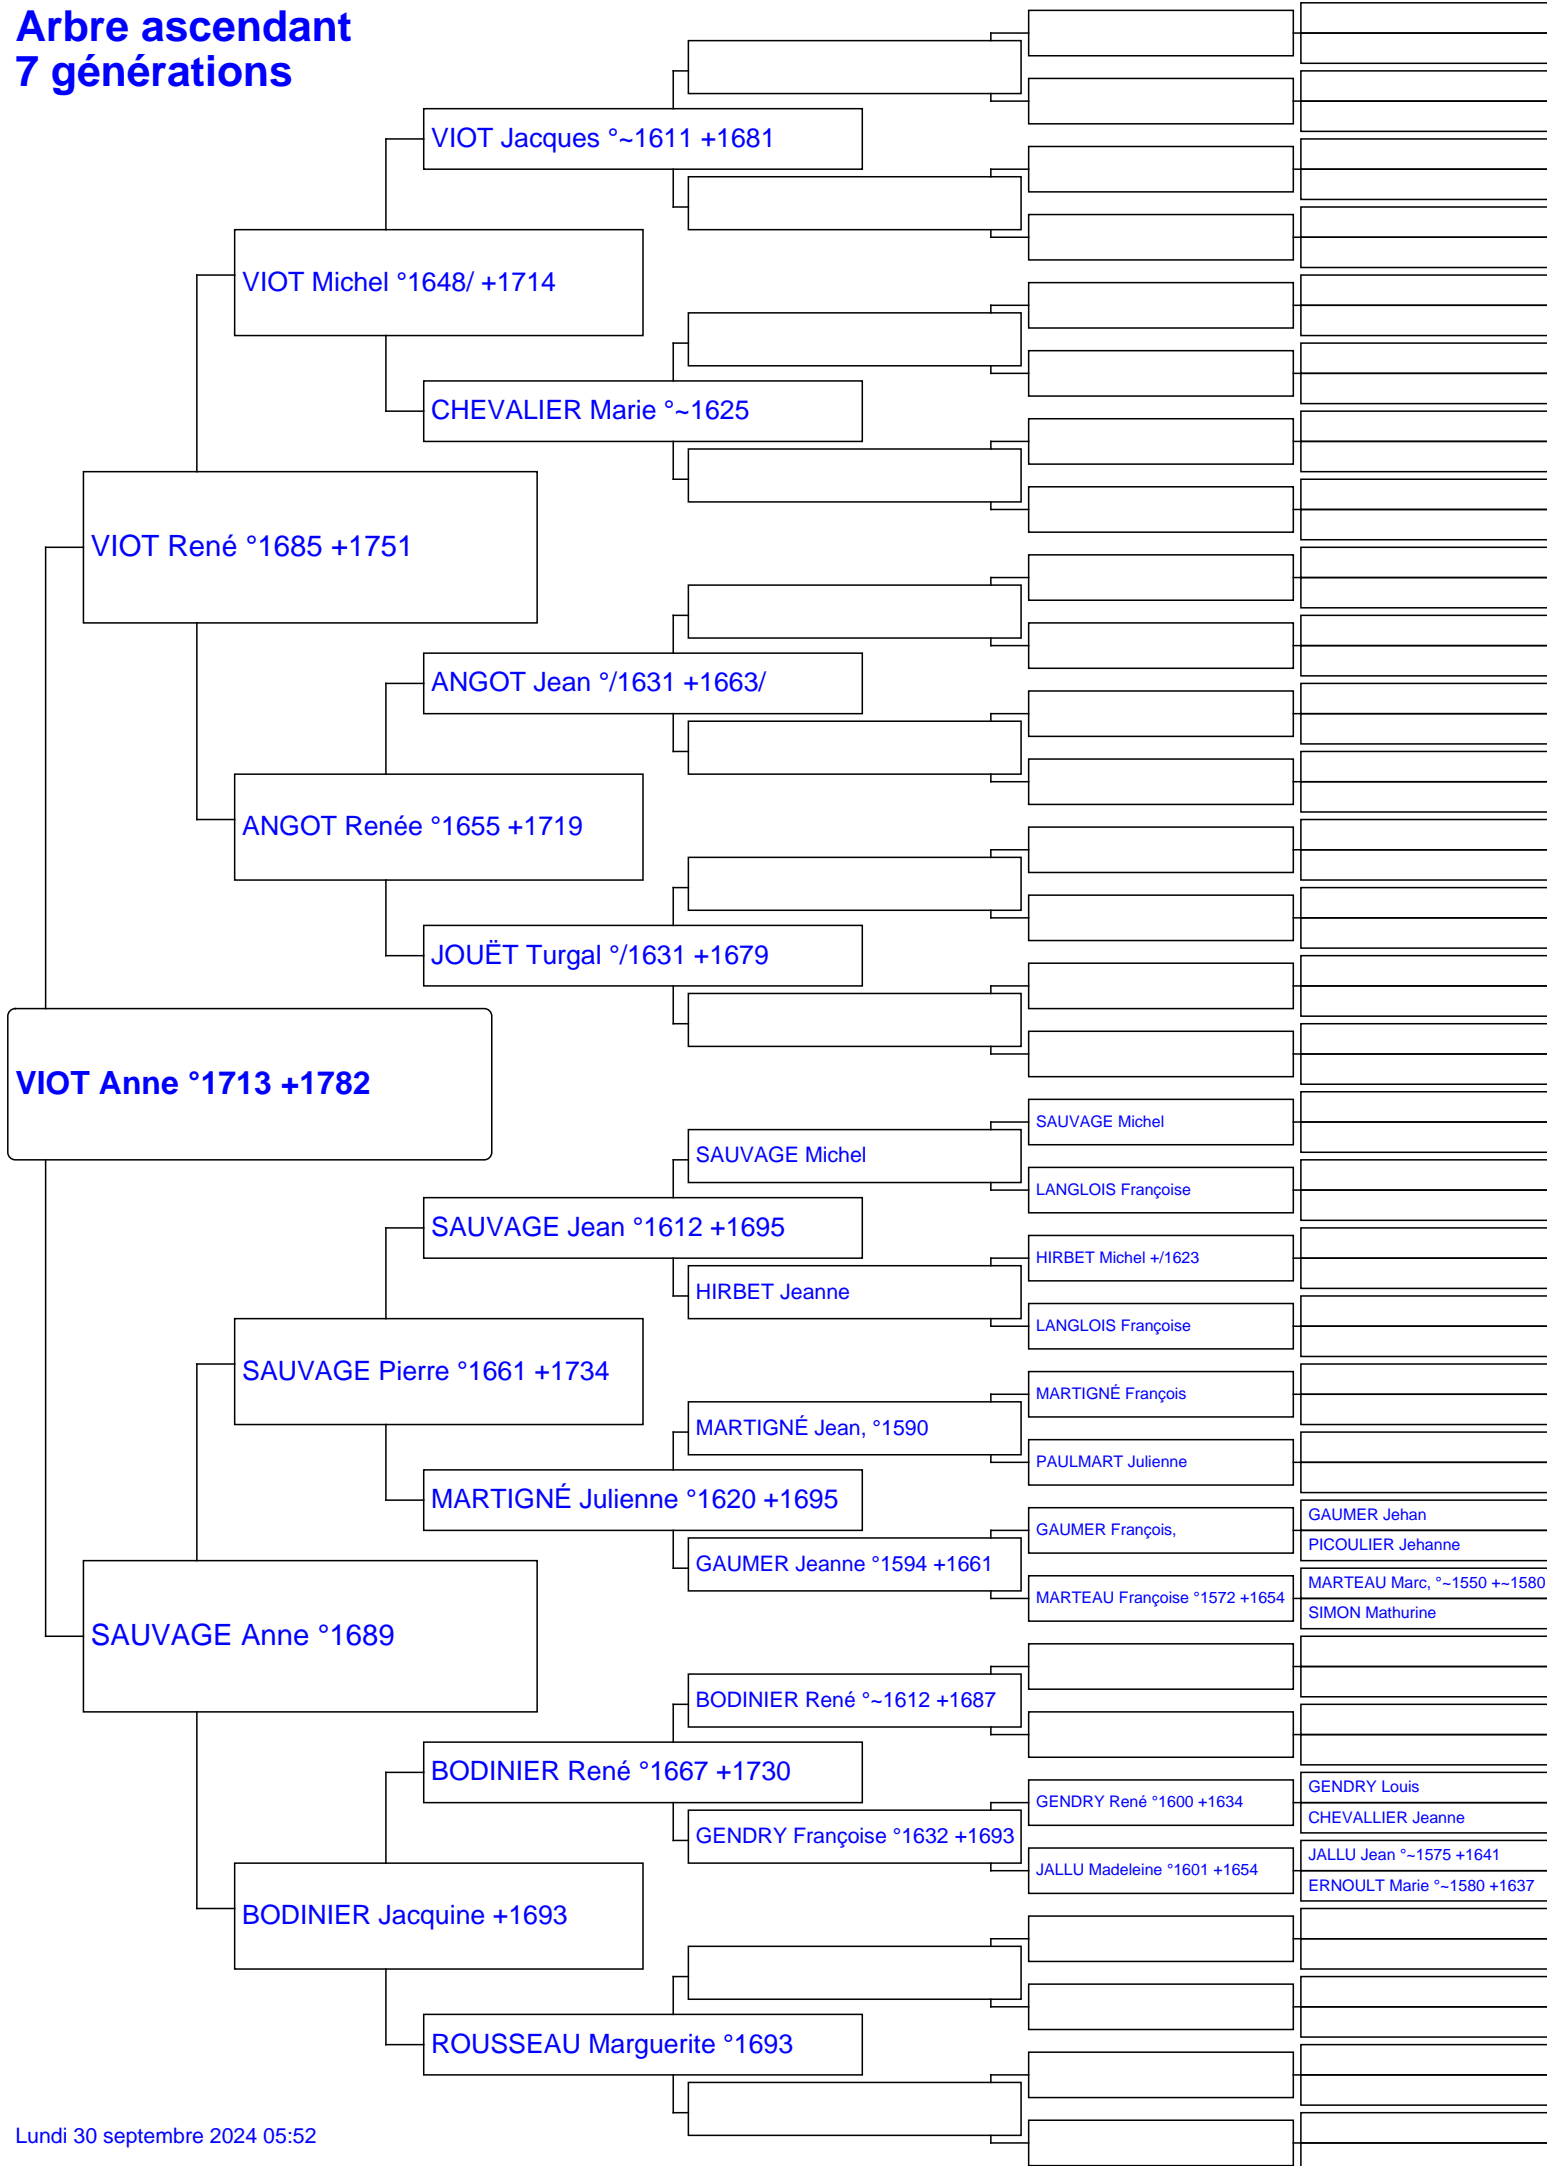 Arbre ascendant
7 générations
VIOT Jacques °~1611 +1681
VIOT Michel °1648/ +1714
CHEVALIER Marie °~1625
VIOT René °1685 +1751
ANGOT Jean °/1631 +1663/
ANGOT Renée °1655 +1719
JOUËT Turgal °/1631 +1679
VIOT Anne °1713 +1782
SAUVAGE Michel
SAUVAGE Michel
LANGLOIS Françoise
SAUVAGE Jean °1612 +1695
HIRBET Michel +/1623
HIRBET Jeanne
LANGLOIS Françoise
SAUVAGE Pierre °1661 +1734
MARTIGNÉ François
MARTIGNÉ Jean, °1590
PAULMART Julienne
MARTIGNÉ Julienne °1620 +1695
GAUMER Jehan
GAUMER François,
PICOULIER Jehanne
GAUMER Jeanne °1594 +1661
MARTEAU Marc, °~1550 +~1580
MARTEAU Françoise °1572 +1654
SIMON Mathurine
SAUVAGE Anne °1689
BODINIER René °~1612 +1687
BODINIER René °1667 +1730
GENDRY Louis
GENDRY René °1600 +1634
CHEVALLIER Jeanne
GENDRY Françoise °1632 +1693
JALLU Jean °~1575 +1641
JALLU Madeleine °1601 +1654
ERNOULT Marie °~1580 +1637
BODINIER Jacquine +1693
ROUSSEAU Marguerite °1693
Lundi 30 septembre 2024 05:52